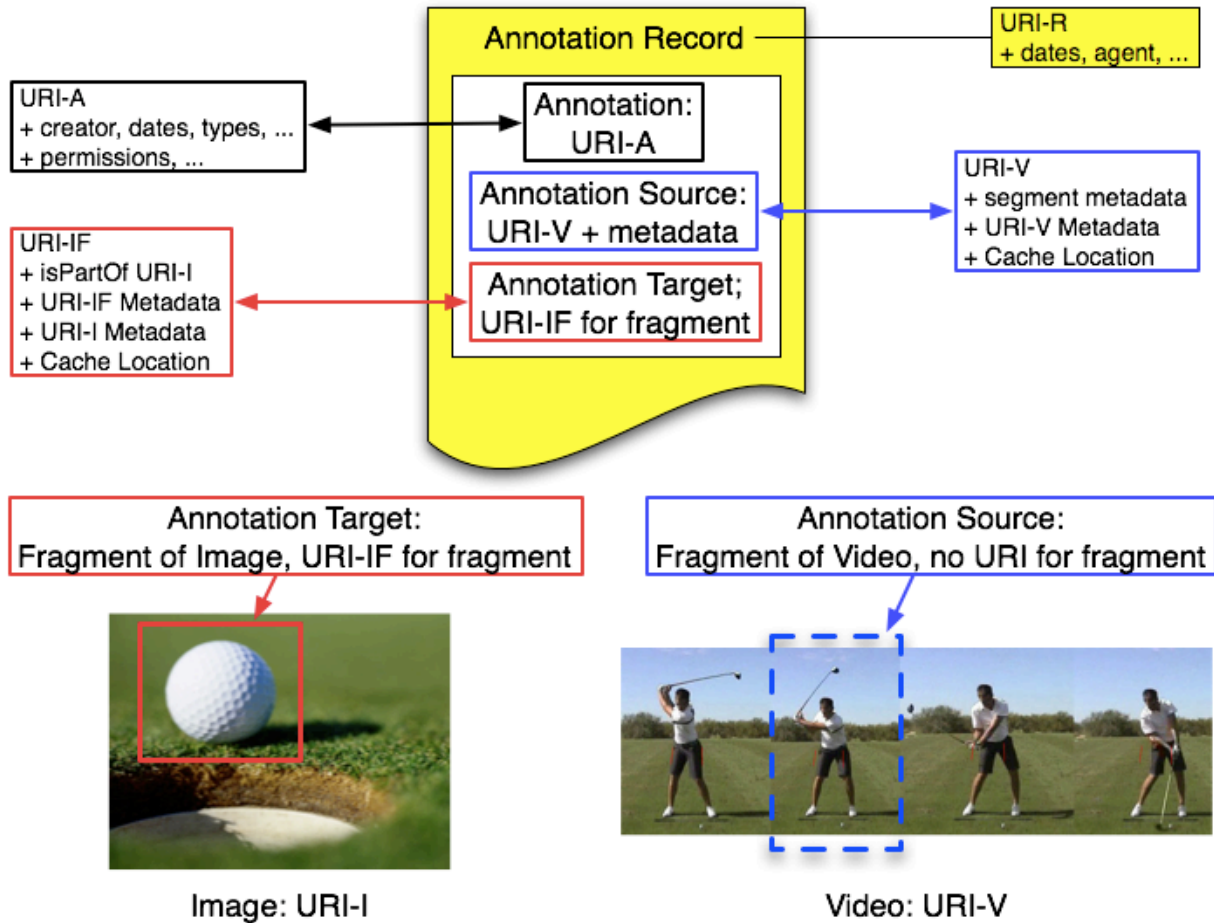 Annotation Record
URI-R
+ dates, agent, ...
URI-A
+ creator, dates, types, ...
+ permissions, ...
Annotation:
URI-A
Annotation Source:
URI-V + metadata
URI-V
+ segment metadata
+ URI-V Metadata
+ Cache Location
URI-IF
+ isPartOf URI-I
+ URI-IF Metadata
+ URI-I Metadata
+ Cache Location
Annotation Target;
URI-IF for fragment
Annotation Target:
Fragment of Image, URI-IF for fragment
Annotation Source:
Fragment of Video, no URI for fragment
Image: URI-I
Video: URI-V